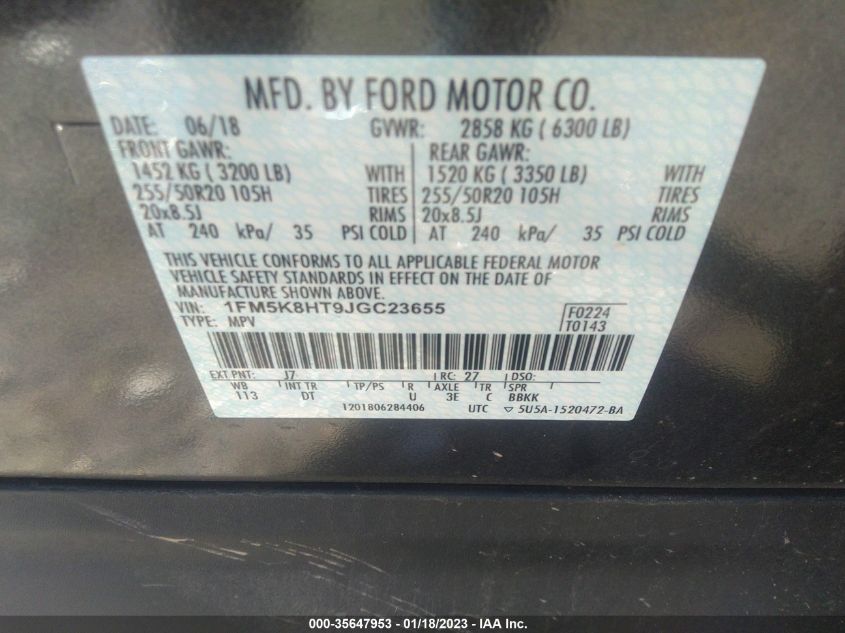 MFD. BY FORD MOTOR CO.
DATE: 06/18 GVWR: 2858 KG ( 6300 LB)
FRONT GAWR: REAR GAWR:
1452 KG ( 3200 LB) WITH 1520 KG ( 3350 LB) WITH
255/50R20 105H TIRES 255/50R20 105H TIRES
20x8.5J RIMS 20x8.5J RIMS
AT 240 kPa/ 35 PSI COLD AT 240 kPa/ 35 PSI COLD
THIS VEHICLE CONFORMS TO ALL APPLICABLE FEDERAL MOTOR
VEHICLE SAFETY STANDARDS IN EFFECT ON THE DATE OF
MANUFACTURE SHOWN ABOVE.
VIN: 1FM5K8HT9JGC23655 F0224
TYPE: MPV T0143
EXT PNT: J7 RC: 27 DSO:
WB INT TR TP/PS R AXLE TR SPR
113 DT U 3E C BBKK
1201806284406 UTC ▽ 5U5A-1520472-BA
000-35647953 - 01/18/2023 - IAA Inc.